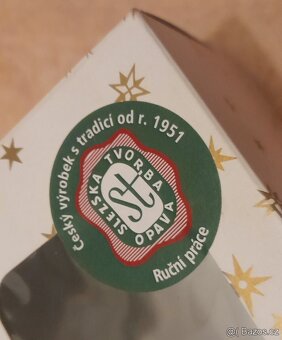 Český výrobek s tradicí od r. 1951
SLEZSKÁ TVORBA
OPAVA
ST
Ruční práce
© Bazos.cz